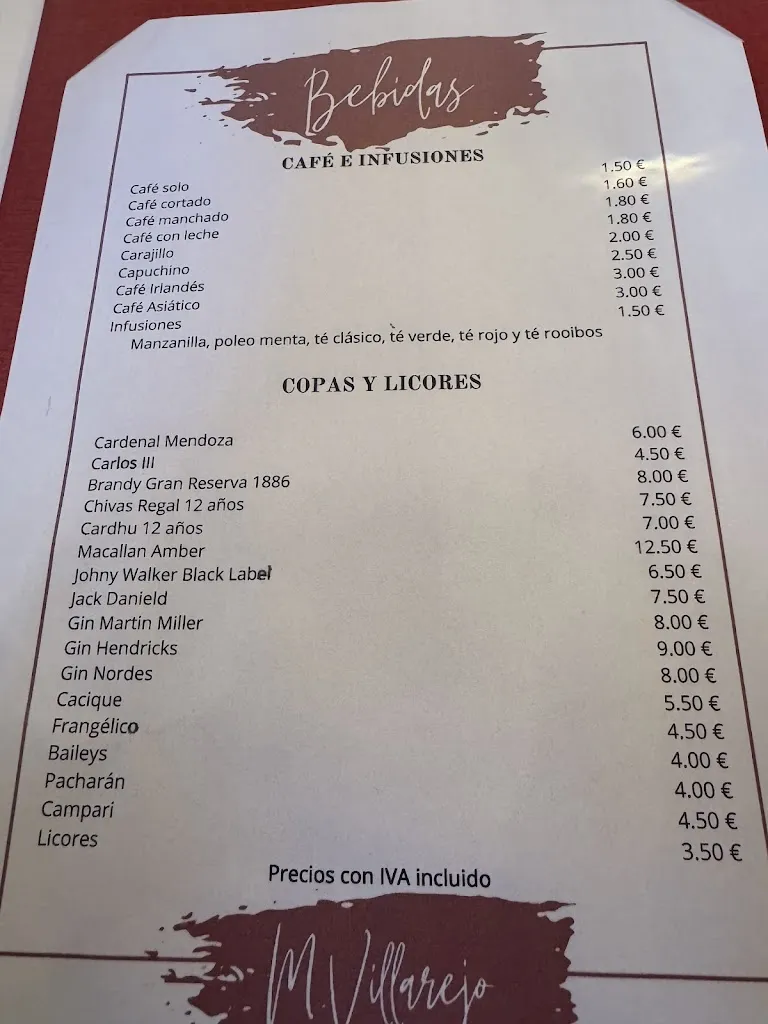 Bebidas
CAFÉ E INFUSIONES
Café solo 1.50 €
Café cortado 1.60 €
Café manchado 1.80 €
Café con leche 1.80 €
Carajillo 2.00 €
Capuchino 2.50 €
Café Irlandés 3.00 €
Café Asiático 3.00 €
Infusiones 1.50 €
Manzanilla, poleo menta, té clásico, té verde, té rojo y té rooibos
COPAS Y LICORES
Cardenal Mendoza 6.00 €
Carlos III 4.50 €
Brandy Gran Reserva 1886 8.00 €
Chivas Regal 12 años 7.50 €
Cardhu 12 años 7.00 €
Macallan Amber 12.50 €
Johny Walker Black Label 6.50 €
Jack Danield 7.50 €
Gin Martin Miller 8.00 €
Gin Hendricks 9.00 €
Gin Nordes 8.00 €
Cacique 5.50 €
Frangélico 4.50 €
Baileys 4.00 €
Pacharán 4.00 €
Campari 4.50 €
Licores 3.50 €
Precios con IVA incluido
M. Villarejo